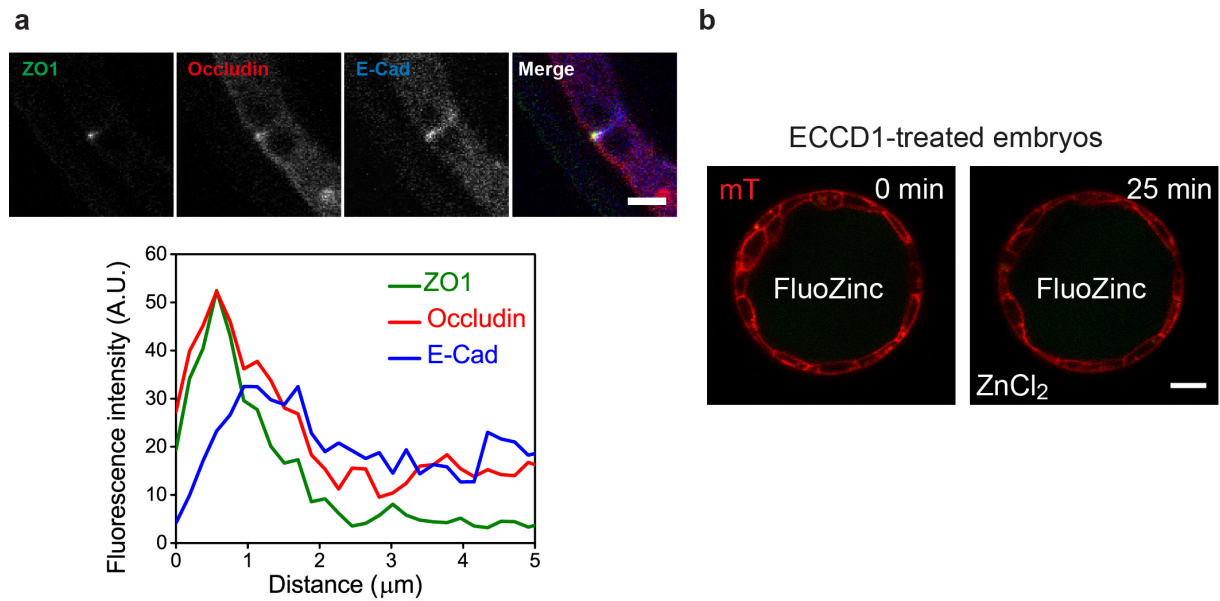 a
ZO1
Occludin
E-Cad
Merge
Fluorescence intensity (A.U.)
60
50
40
30
20
10
0
ZO1
Occludin
E-Cad
0 1 2 3 4 5
Distance (μm)
b
ECCD1-treated embryos
mT
0 min
FluoZinc
25 min
FluoZinc
ZnCl₂